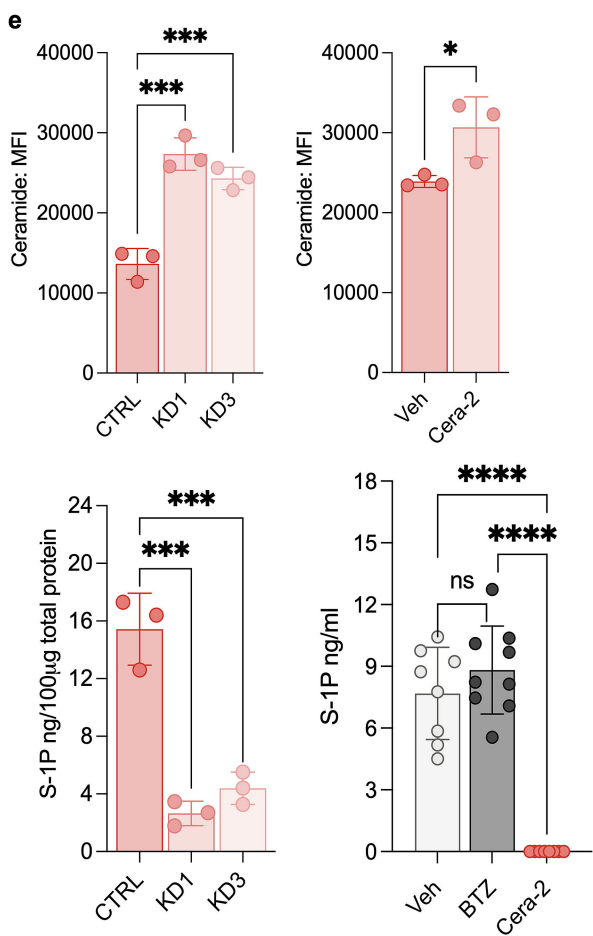 e
***
***
40000
30000
20000
10000
0
Ceramide: MFI
CTRL
KD1
KD3
*
40000
30000
20000
10000
0
Ceramide: MFI
Veh
Cera-2
***
***
24
20
16
12
8
4
0
S-1P ng/100µg total protein
CTRL
KD1
KD3
****
****
ns
18
15
12
9
6
3
0
S-1P ng/ml
Veh
BTZ
Cera-2